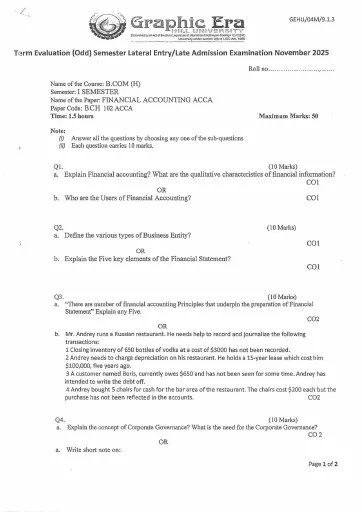 GEHU/04M/9.1.3
Graphic Era
HILL UNIVERSITY
Term Evaluation (Odd) Semester Lateral Entry/Late Admission Examination November 2025
Roll no..............................
Name of the Course: B.COM (H)
Semester: I SEMESTER
Name of the Paper: FINANCIAL ACCOUNTING ACCA
Paper Code: BCH 102 ACCA
Time: 1.5 hours Maximum Marks: 50
Note:
(i) Answer all the questions by choosing any one of the sub-questions
(ii) Each question carries 10 marks.
Q1. (10 Marks)
a. Explain Financial accounting? What are the qualitative characteristics of financial information?
CO1
OR
b. Who are the Users of Financial Accounting? CO1
Q2. (10 Marks)
a. Define the various types of Business Entity?
CO1
OR
b. Explain the Five key elements of the Financial Statement?
CO1
Q3. (10 Marks)
a. "There are number of financial accounting Principles that underpin the preparation of Financial
Statement" Explain any Five.
CO2
OR
b. Mr. Andrey runs a Russian restaurant. He needs help to record and journalise the following
transactions:
1 Closing inventory of 650 bottles of vodka at a cost of $3000 has not been recorded.
2 Andrey needs to charge depreciation on his restaurant. He holds a 15-year lease which cost him
$100,000, five years ago.
3 A customer named Boris, currently owes $650 and has not been seen for some time. Andrey has
intended to write the debt off.
4 Andrey bought 5 chairs for cash for the bar area of the restaurant. The chairs cost $200 each but the
purchase has not been reflected in the accounts. CO2
Q4. (10 Marks)
a. Explain the concept of Corporate Governance? What is the need for the Corporate Governance?
CO 2
OR
a. Write short note on:
Page 1 of 2